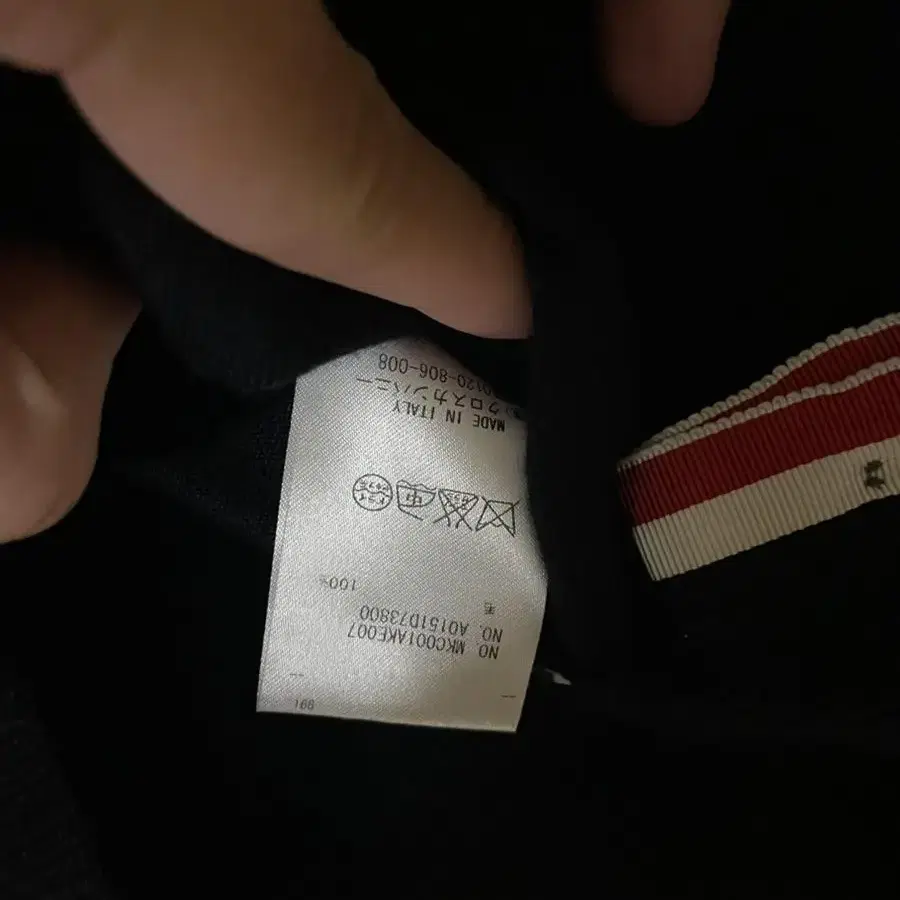 NO. MKC001AKE007
NO. A0151D73800
毛 100%
MADE IN ITALY
クロスカンパニー
0120-806-008